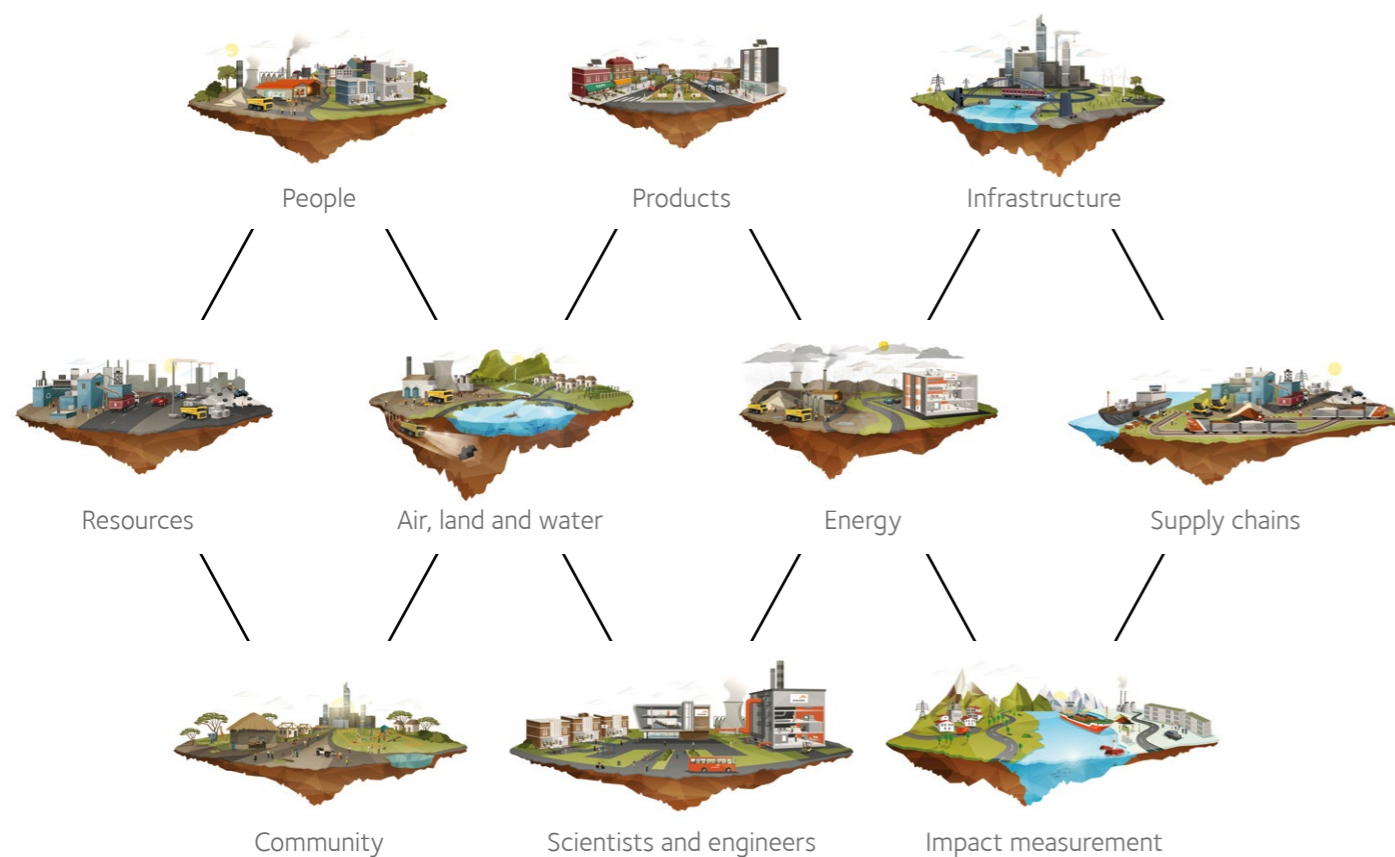 People
Products
Infrastructure
Resources
Air, land and water
Energy
Supply chains
Community
Scientists and engineers
Impact measurement